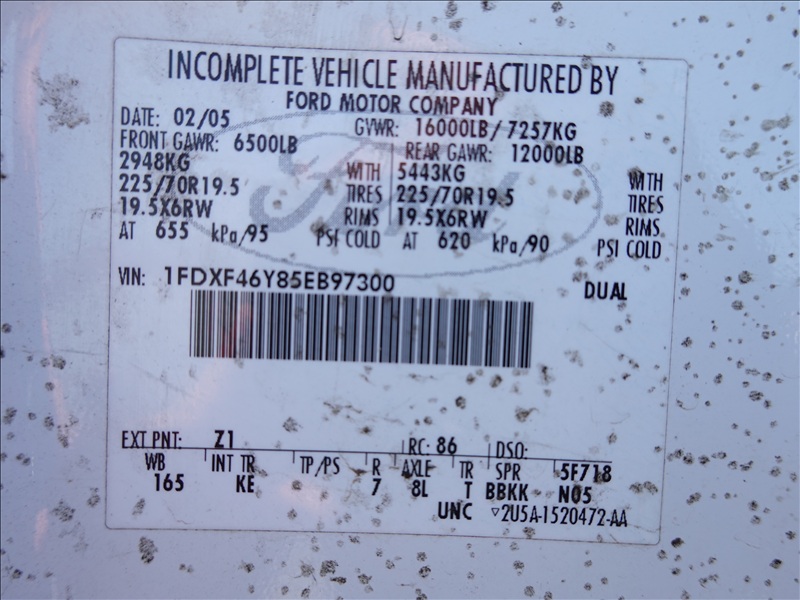 INCOMPLETE VEHICLE MANUFACTURED BY
FORD MOTOR COMPANY
DATE: 02/05 GVWR: 16000LB/7257KG
FRONT GAWR: 6500LB REAR GAWR: 12000LB
2948KG WITH 5443KG WITH
225/70R19.5 TIRES 225/70R19.5 TIRES
19.5X6RW RIMS 19.5X6RW RIMS
AT 655 kPa/95 PSI COLD AT 620 kPa/90 PSI COLD
VIN: 1FDXF46Y85EB97300 DUAL
EXT PNT: Z1 RC: 86 DSO:
WB INT TR TP/PS R AXLE TR SPR 5F718
165 KE 7 8L T BBKK N05
UNC ▽2U5A-1520472-AA